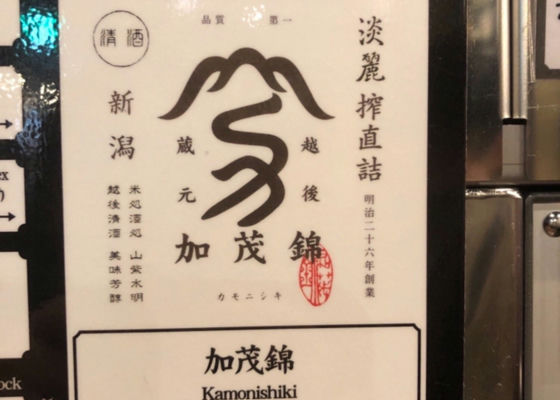 品質 第一
清酒
淡麗搾直詰
新潟
蔵元
越後
明治二十六年創業
米処酒処 山紫水明
越後清酒 美味芳醇
加茂錦
カモニシキ
加茂錦
Kamonishiki
ock
ex